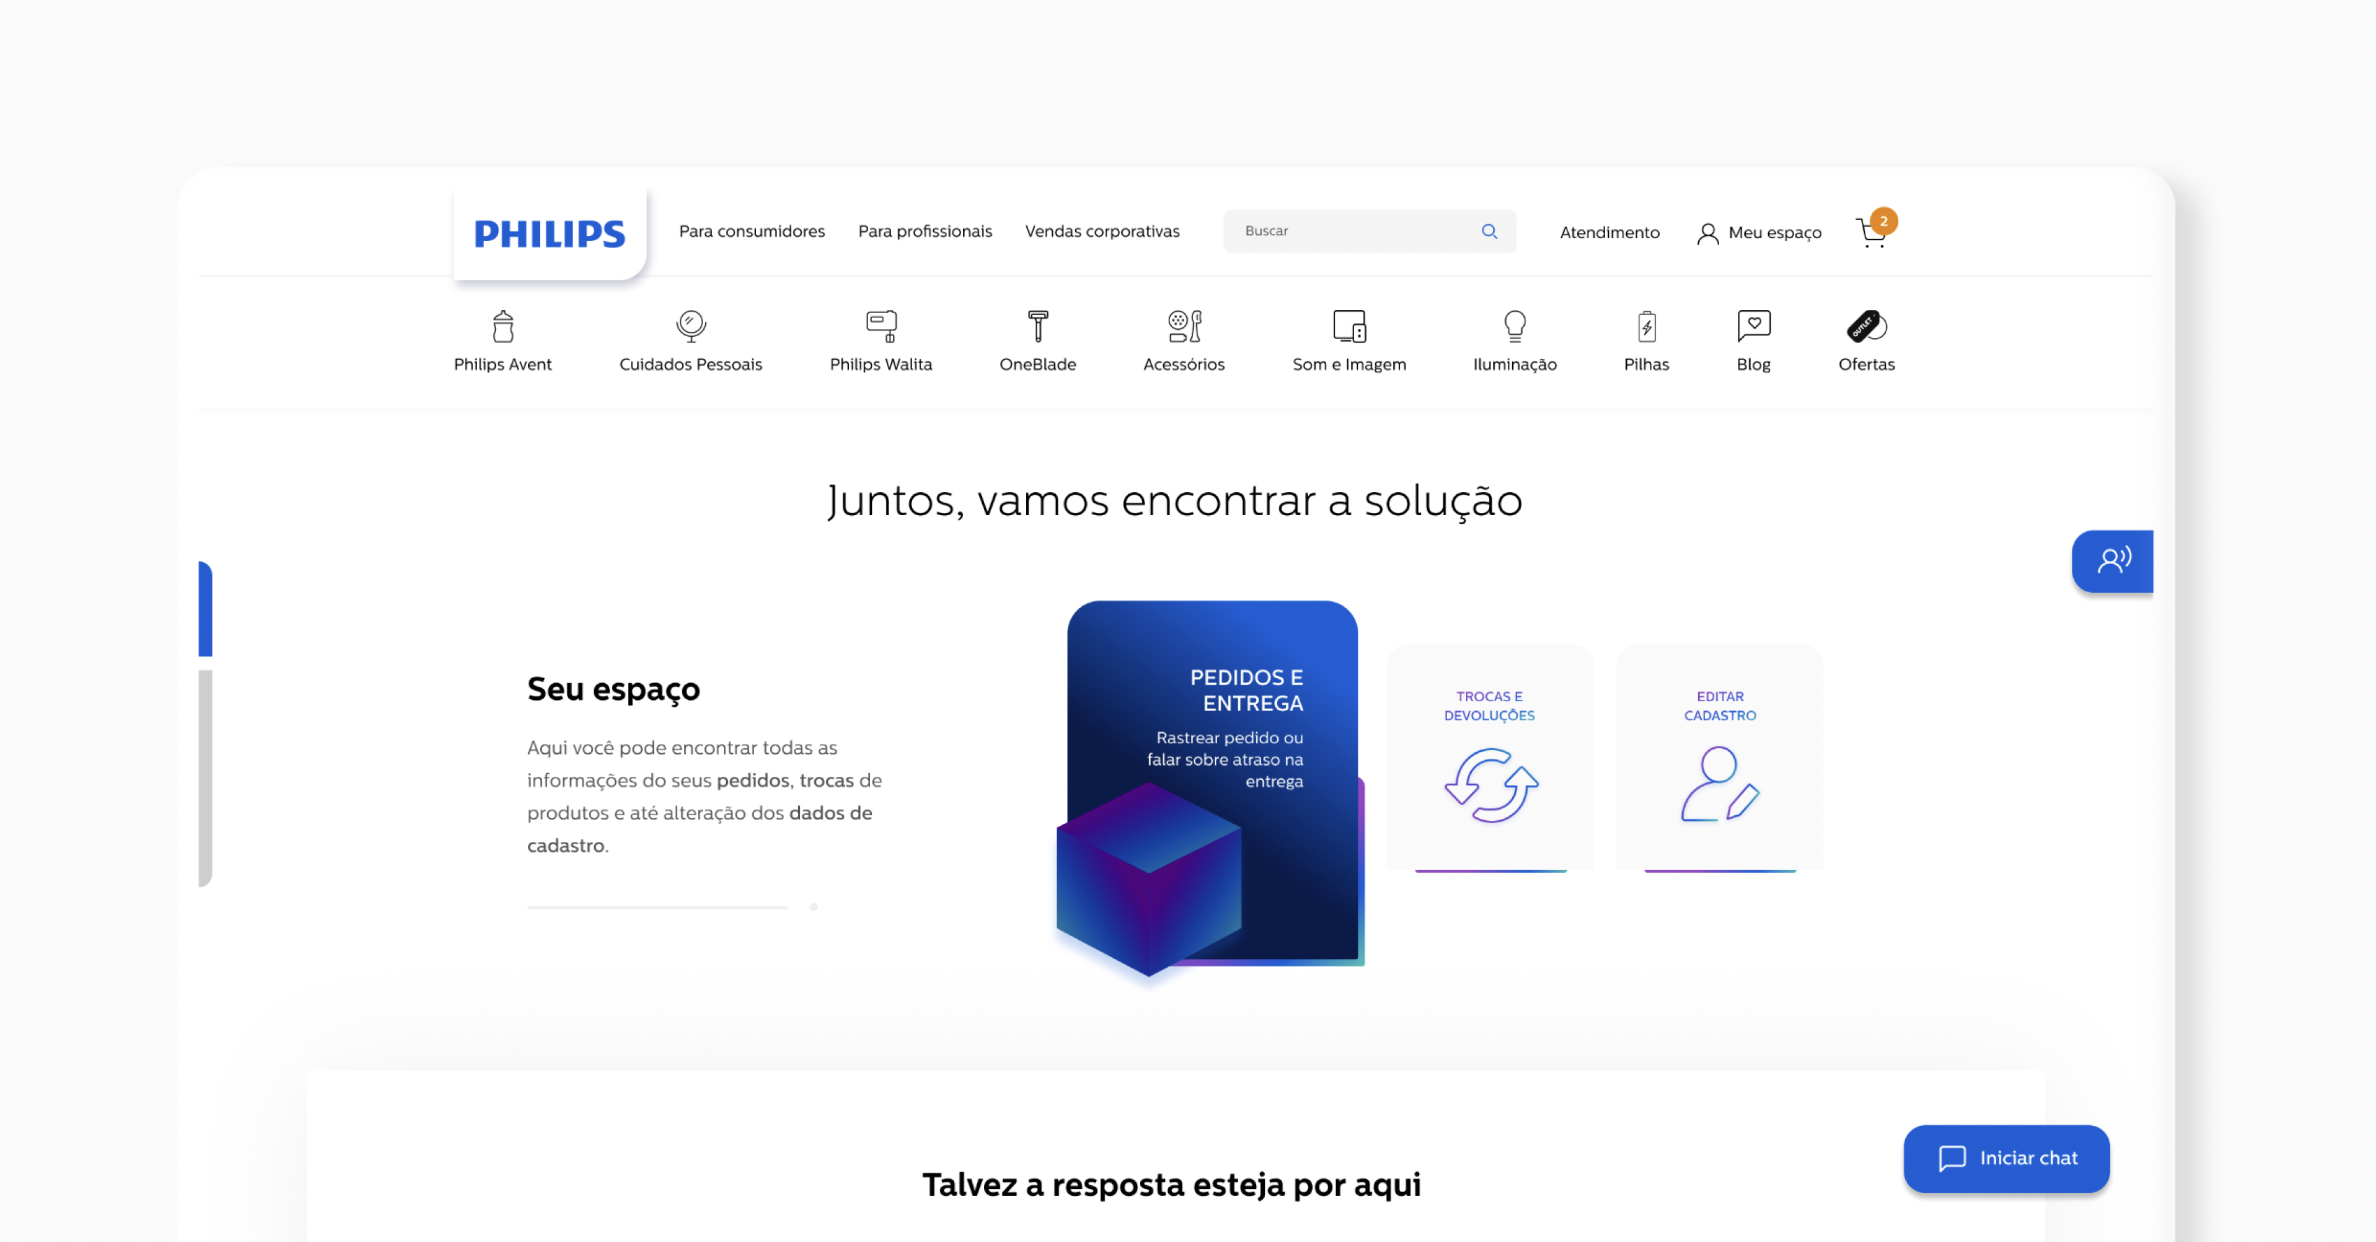 PHILIPS
Para consumidores
Para profissionais
Vendas corporativas
Buscar
Atendimento
Meu espaço
2
Philips Avent
Cuidados Pessoais
Philips Walita
OneBlade
Acessórios
Som e Imagem
Iluminação
Pilhas
Blog
OUTLET
Ofertas
Juntos, vamos encontrar a solução
Seu espaço
Aqui você pode encontrar todas as
informações do seus pedidos, trocas de
produtos e até alteração dos dados de
cadastro.
PEDIDOS E
ENTREGA
Rastrear pedido ou
falar sobre atraso na
entrega
TROCAS E
DEVOLUÇÕES
EDITAR
CADASTRO
Talvez a resposta esteja por aqui
Iniciar chat